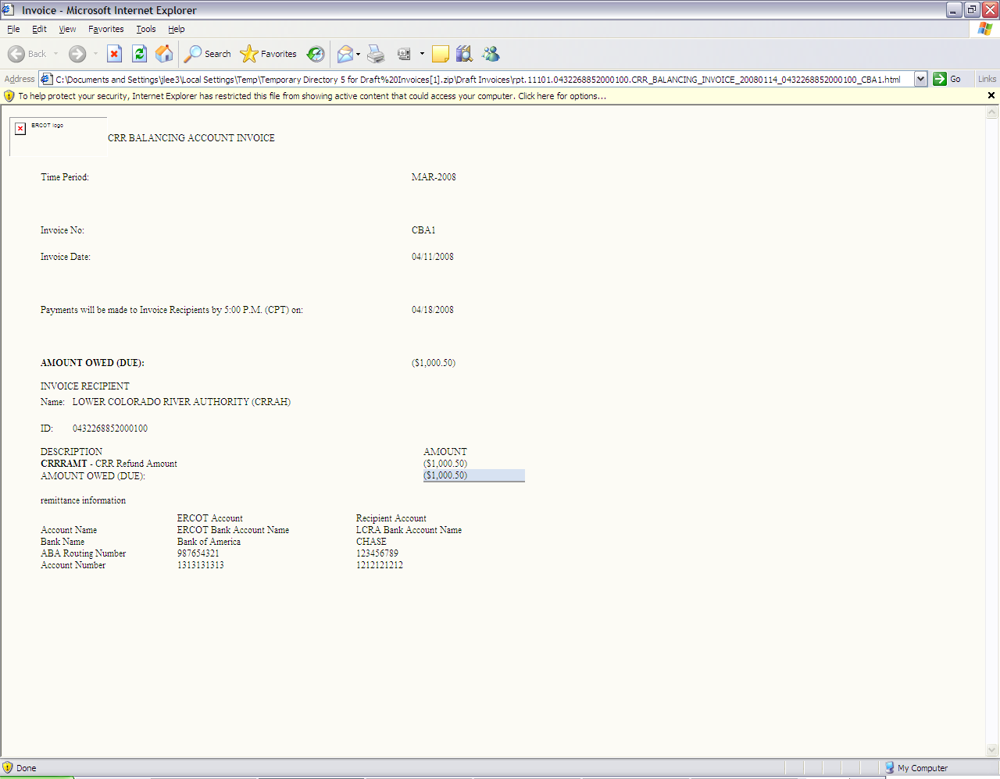 Invoice - Microsoft Internet Explorer
File Edit View Favorites Tools Help
Back Search Favorites
Address C:\Documents and Settings\jlee3\Local Settings\Temp\Temporary Directory 5 for Draft%20Invoices[1].zip\Draft Invoices\rpt.11101.0432268852000100.CRR_BALANCING_INVOICE_20080114_0432268852000100_CBA1.html Go Links
To help protect your security, Internet Explorer has restricted this file from showing active content that could access your computer. Click here for options...
ERCOT logo
CRR BALANCING ACCOUNT INVOICE
Time Period: MAR-2008
Invoice No: CBA1
Invoice Date: 04/11/2008
Payments will be made to Invoice Recipients by 5:00 P.M. (CPT) on: 04/18/2008
AMOUNT OWED (DUE): ($1,000.50)
INVOICE RECIPIENT
Name: LOWER COLORADO RIVER AUTHORITY (CRRAH)
ID: 0432268852000100
DESCRIPTION AMOUNT
CRRRAMT - CRR Refund Amount ($1,000.50)
AMOUNT OWED (DUE): ($1,000.50)
remittance information
ERCOT Account Recipient Account
Account Name ERCOT Bank Account Name LCRA Bank Account Name
Bank Name Bank of America CHASE
ABA Routing Number 987654321 123456789
Account Number 1313131313 1212121212
Done My Computer